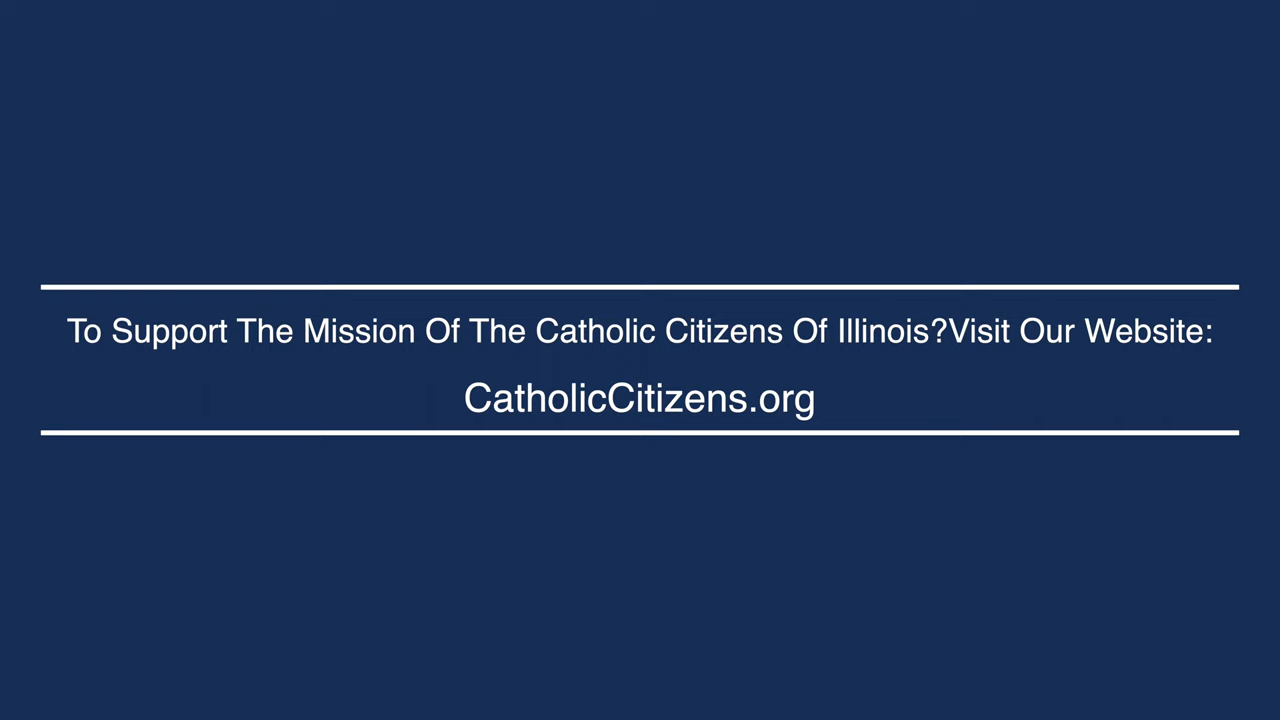 To Support The Mission Of The Catholic Citizens Of Illinois?Visit Our Website:
CatholicCitizens.org